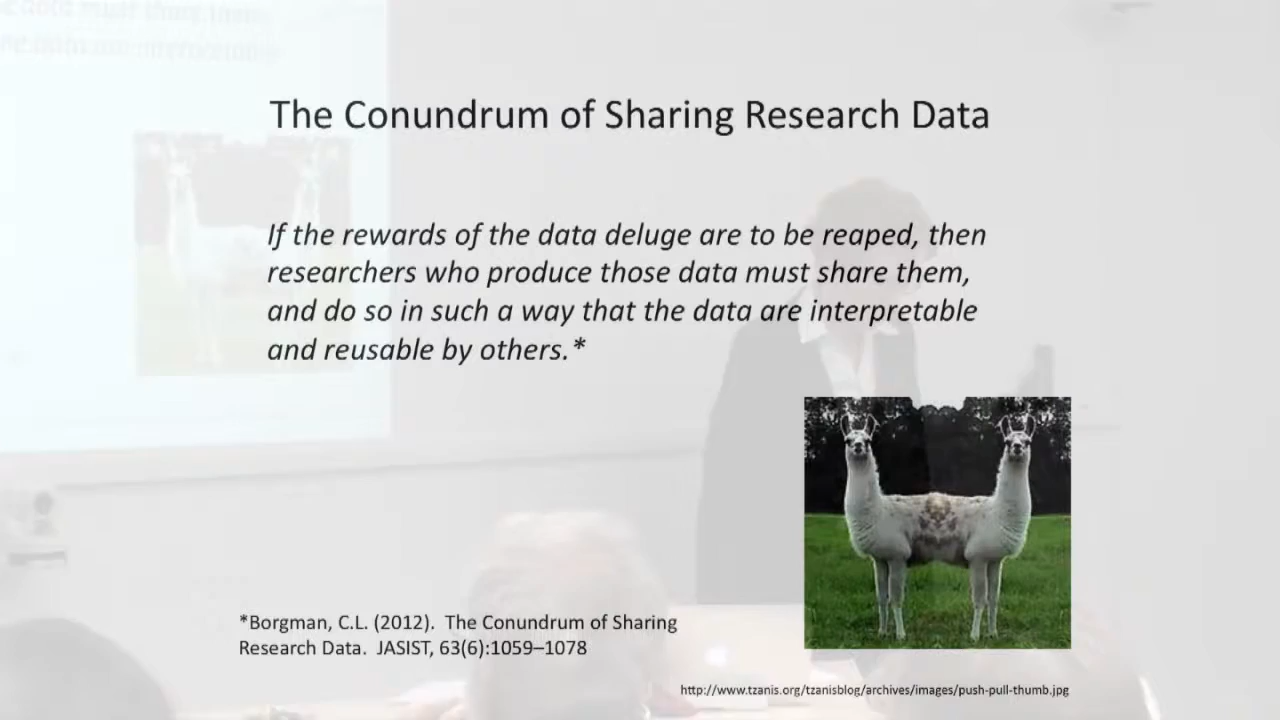 The Conundrum of Sharing Research Data
If the rewards of the data deluge are to be reaped, then
researchers who produce those data must share them,
and do so in such a way that the data are interpretable
and reusable by others.*
*Borgman, C.L. (2012).  The Conundrum of Sharing
Research Data.  JASIST, 63(6):1059–1078
http://www.tzanis.org/tzanisblog/archives/images/push-pull-thumb.jpg